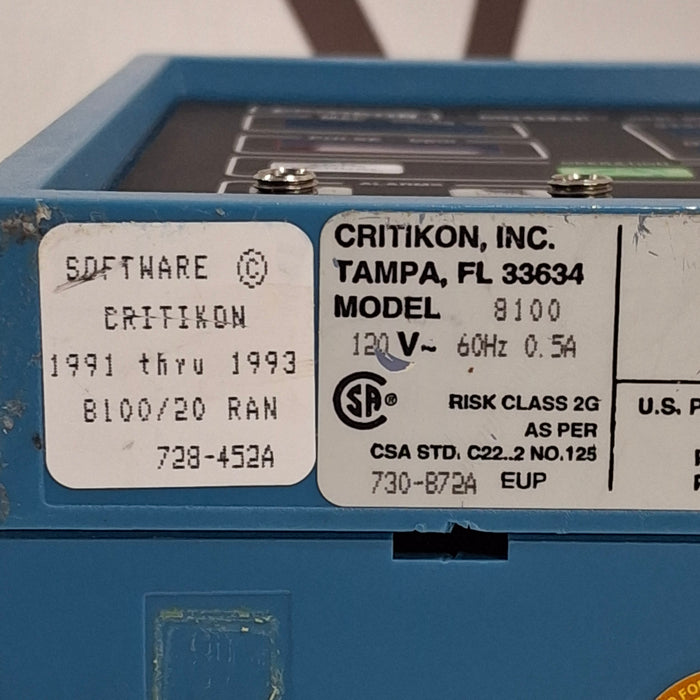 SOFTWARE ©
CRITIKON
1991 thru 1993
8100/20 RAN
728-452A
CRITIKON, INC.
TAMPA, FL 33634
MODEL 8100
120 V~ 60Hz 0.5A
SA®
RISK CLASS 2G
AS PER
CSA STD. C22..2 NO.125
730-872A EUP
U.S. P